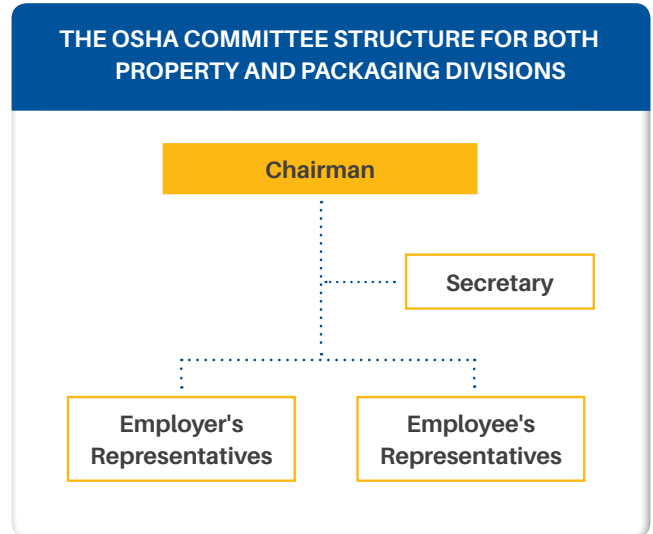 THE OSHA COMMITTEE STRUCTURE FOR BOTH
PROPERTY AND PACKAGING DIVISIONS
Chairman
Secretary
Employer's
Representatives
Employee's
Representatives